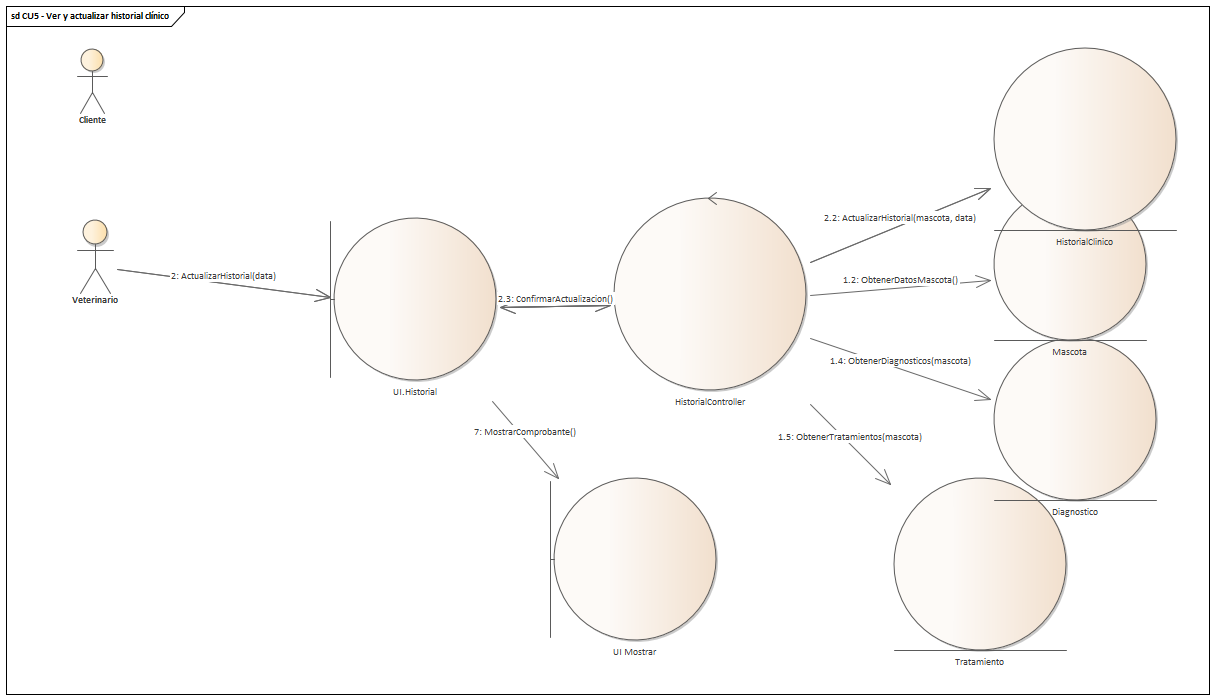 sd CU5 - Ver y actualizar historial clínico
Cliente
2.2: ActualizarHistorial(mascota, data)
HistorialClinico
2: ActualizarHistorial(data)
1.2: ObtenerDatosMascota()
Veterinario
2.3: ConfirmarActualizacion()
Mascota
1.4: ObtenerDiagnosticos(mascota)
UI.Historial
HistorialController
7: MostrarComprobante()
1.5: ObtenerTratamientos(mascota)
Diagnostico
UI Mostrar
Tratamiento